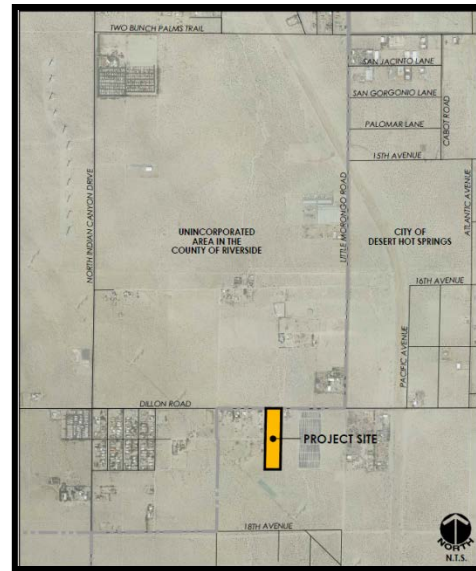 TWO BUNCH PALMS TRAIL
SAN JACINTO LANE
SAN GORGONIO LANE
PALOMAR LANE
CABOT ROAD
15TH AVENUE
NORTH INDIAN CANYON DRIVE
UNINCORPORATED
AREA IN THE
COUNTY OF RIVERSIDE
LITTLE MORONGO ROAD
CITY OF
DESERT HOT SPRINGS
ATLANTIC AVENUE
16TH AVENUE
PACIFIC AVENUE
DILLON ROAD
PROJECT SITE
18TH AVENUE
NORTH
N.T.S.